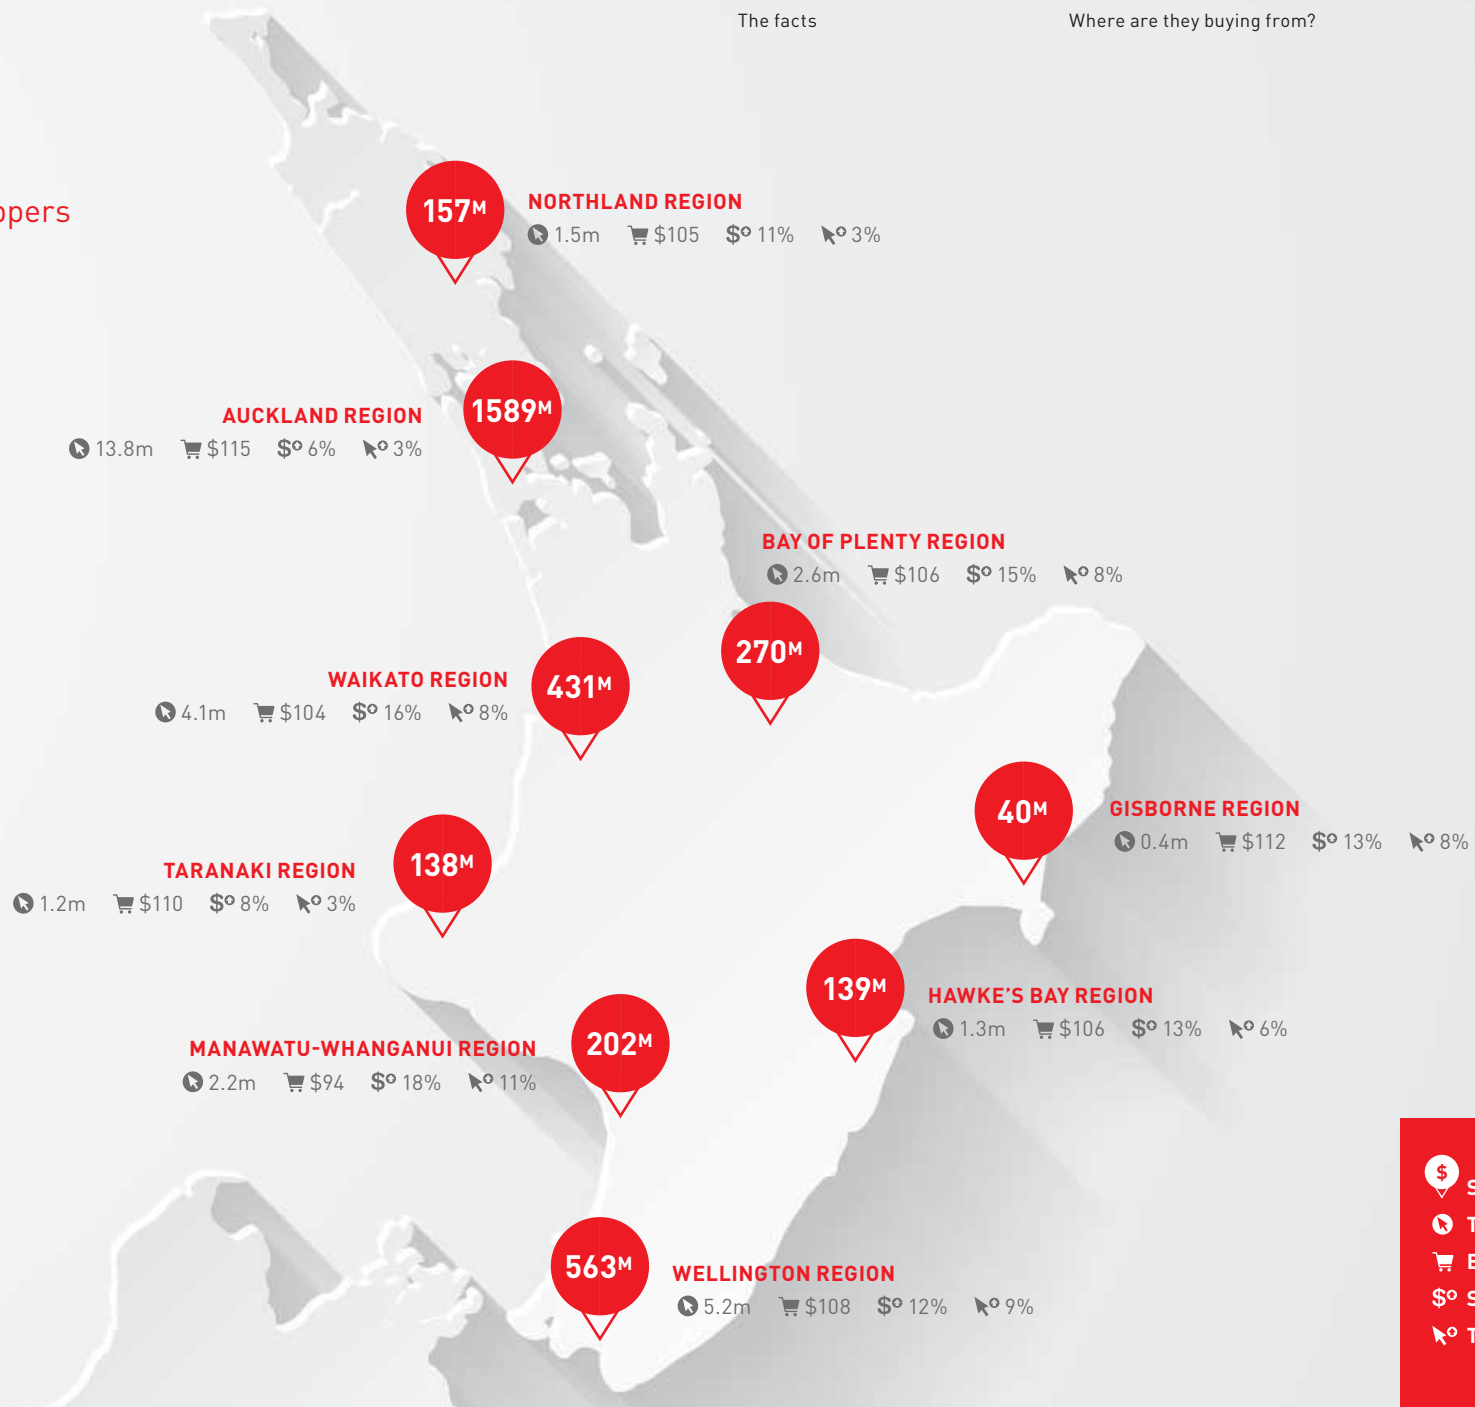 The facts
Where are they buying from?
157M
NORTHLAND REGION
1.5m $105 $ 11% 3%
AUCKLAND REGION
1589M
13.8m $115 $ 6% 3%
BAY OF PLENTY REGION
2.6m $106 $ 15% 8%
270M
WAIKATO REGION
431M
4.1m $104 $ 16% 8%
40M
GISBORNE REGION
0.4m $112 $ 13% 8%
TARANAKI REGION
138M
1.2m $110 $ 8% 3%
139M
HAWKE'S BAY REGION
1.3m $106 $ 13% 6%
MANAWATU-WHANGANUI REGION
202M
2.2m $94 $ 18% 11%
563M
WELLINGTON REGION
5.2m $108 $ 12% 9%
$
$